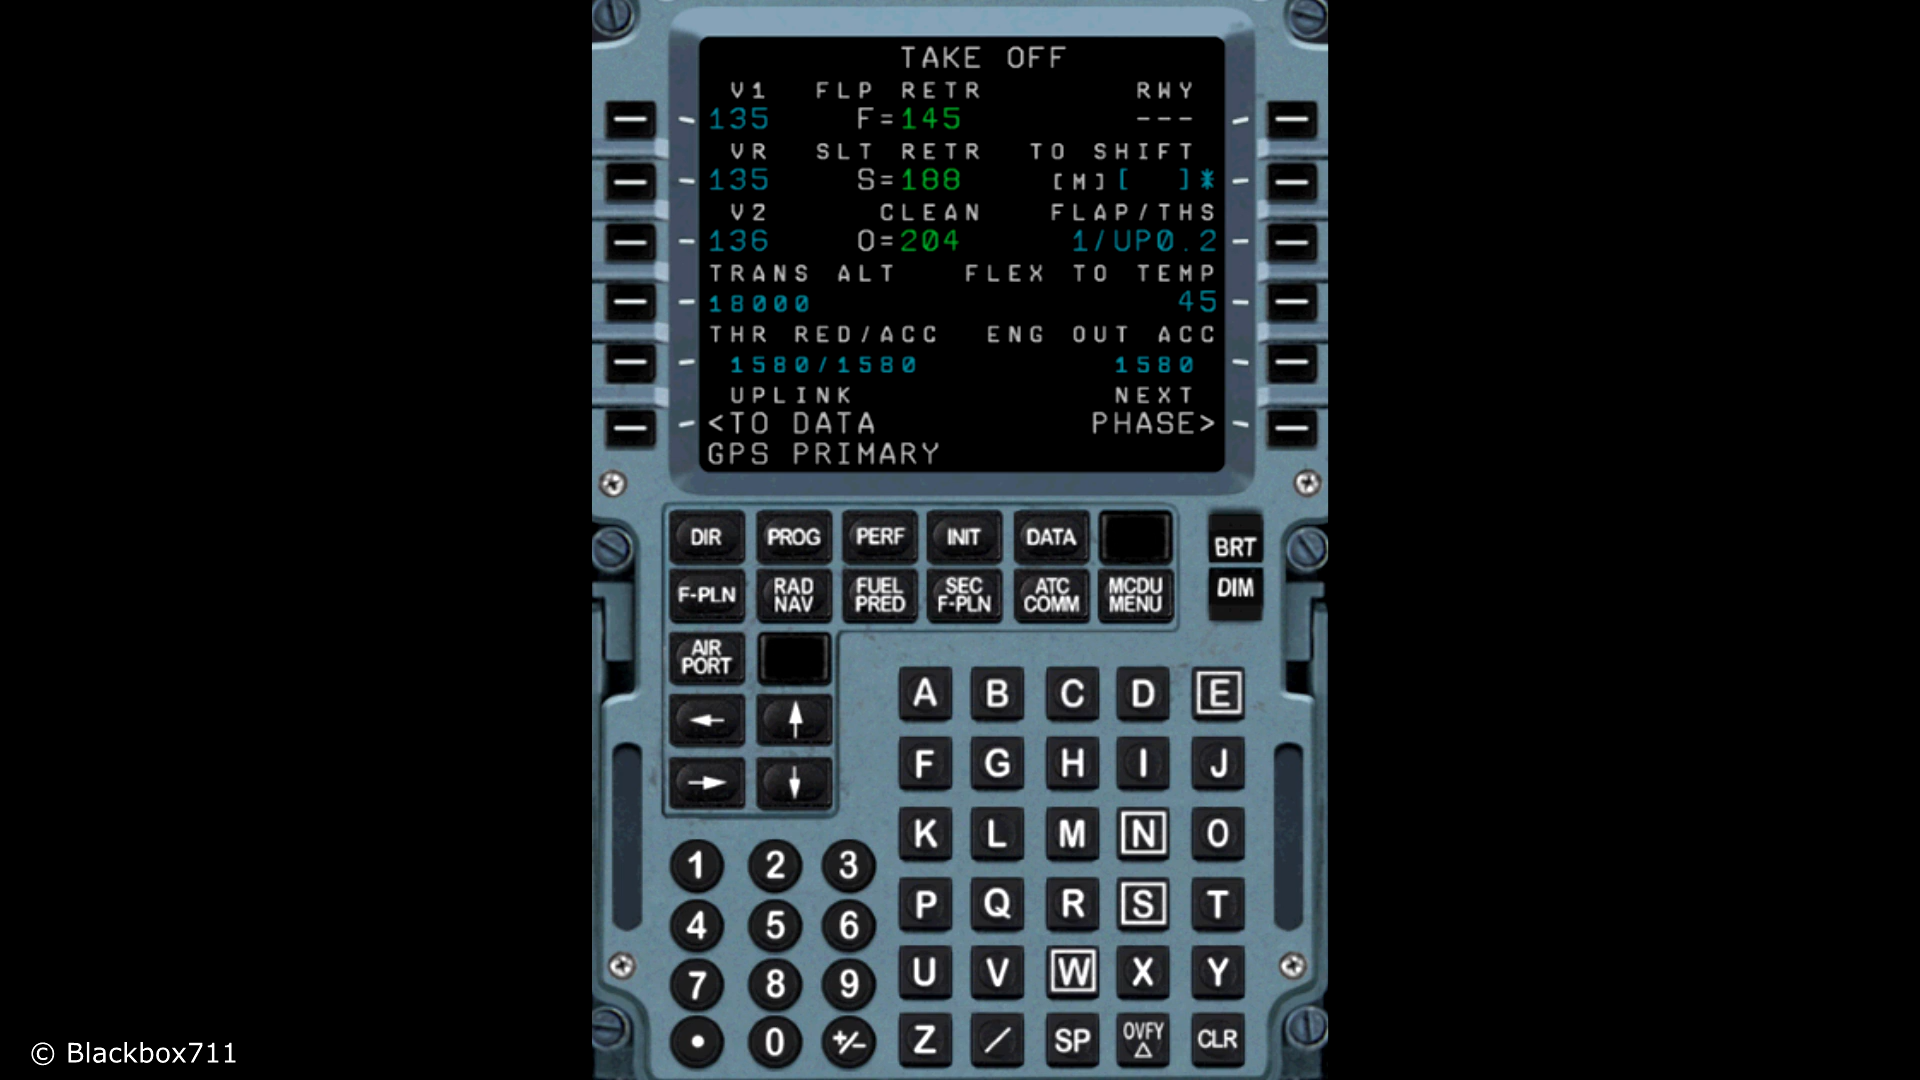 TAKE OFF
V1 FLP RETR RWY
135 F=145 ---
VR SLT RETR TO SHIFT
135 S=188 [M][ ]*
V2 CLEAN FLAP/THS
136 O=204 1/UP0.2
TRANS ALT FLEX TO TEMP
18000 45
THR RED/ACC ENG OUT ACC
1580/1580 1580
UPLINK NEXT
<TO DATA PHASE>
GPS PRIMARY
DIR PROG PERF INIT DATA BRT
F-PLN RAD NAV FUEL PRED SEC F-PLN ATC COMM MCDU MENU DIM
AIR PORT
← ↑
→ ↓
A B C D E
F G H I J
K L M N O
1 2 3
P Q R S T
4 5 6
U V W X Y
7 8 9
Z / SP OVFY △ CLR
. 0 +/-
© Blackbox711